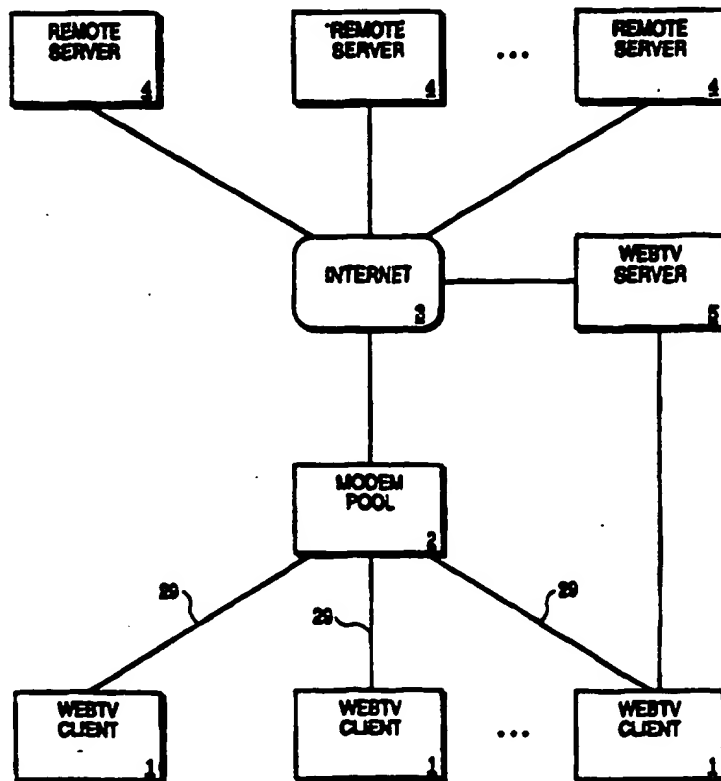 REMOTE
SERVER
4
REMOTE
SERVER
4
...
REMOTE
SERVER
4
INTERNET
3
WEBTV
SERVER
5
MODEM
POOL
2
29
29
29
WEBTV
CLIENT
1
WEBTV
CLIENT
1
...
WEBTV
CLIENT
1